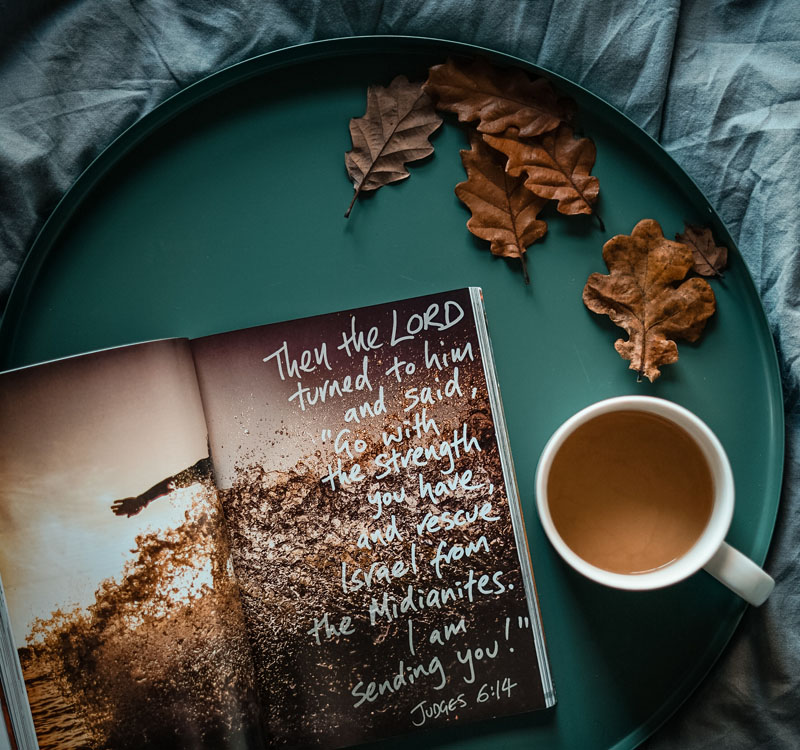 Then the LORD
turned to him
and said,
"Go with
the strength
you have,
and rescue
Israel from
the Midianites.
I am
sending you!"
JUDGES 6:14